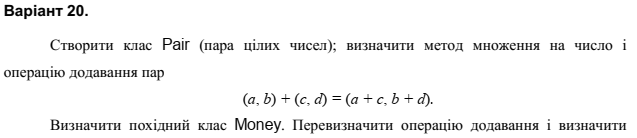 Варіант 20.
Створити клас Pair (пара цілих чисел); визначити метод множення на число і
операцію додавання пар
(a, b) + (c, d) = (a + c, b + d).
Визначити похідний клас Money. Перевизначити операцію додавання і визначити